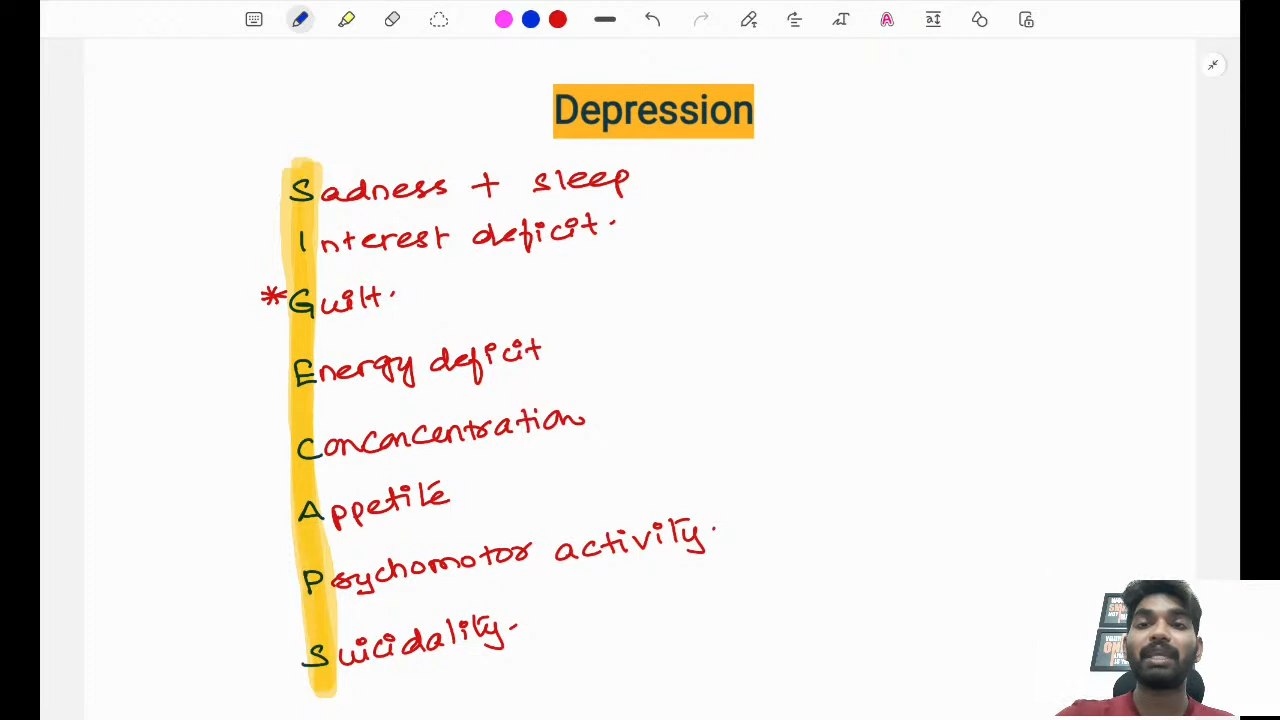 Depression
Sadness + sleep
Interest deficit.
*Guilt.
Energy deficit
Conconcentration
Appetite
Psychomotor activity.
Suicidality.